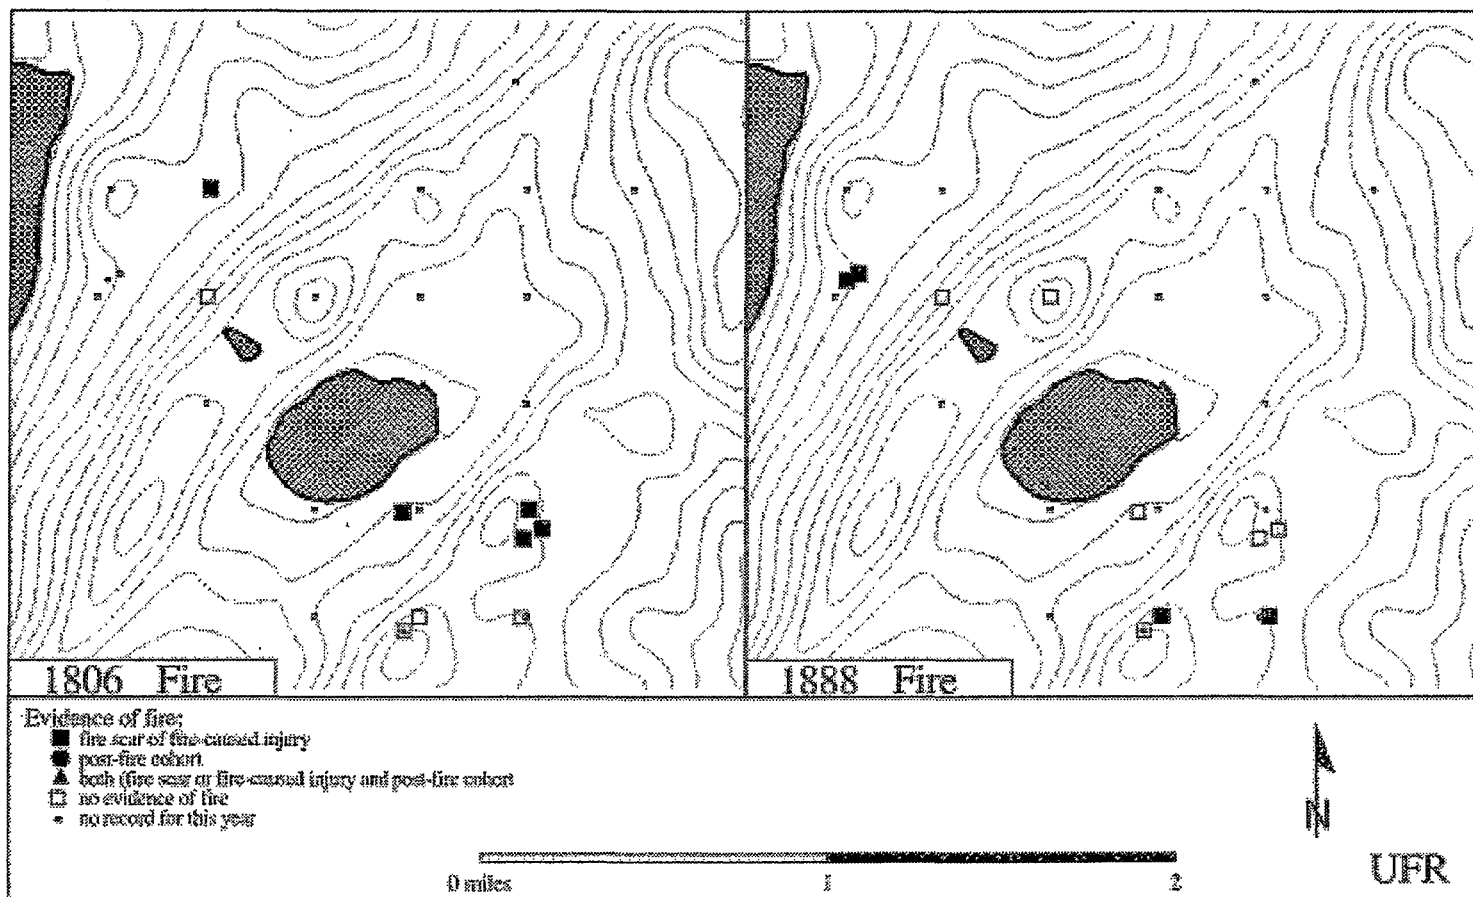 1806 Fire
1888 Fire
Evidence of fire:
fire scar of fire-caused injury
post-fire cohort
both (fire scar or fire-caused injury and post-fire cohort
no evidence of fire
no record for this year
N
0 miles 1 2
UFR